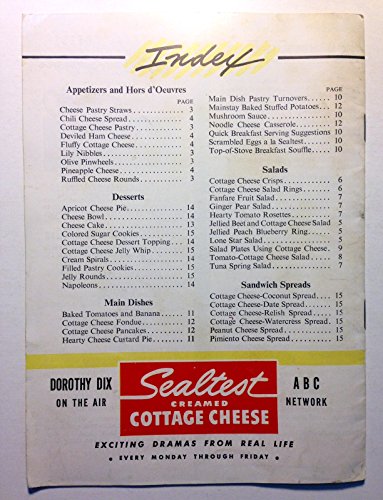 Index
Appetizers and Hors d'Oeuvres
PAGE
Cheese Pastry Straws........ 3
Chili Cheese Spread........ 4
Cottage Cheese Pastry....... 3
Deviled Ham Cheese........ 4
Fluffy Cottage Cheese....... 4
Lily Nibbles................ 3
Olive Pinwheels............. 3
Pineapple Cheese........... 4
Ruffled Cheese Rounds...... 3
Desserts
Apricot Cheese Pie.......... 14
Cheese Bowl................ 14
Cheese Cake................ 13
Colored Sugar Cookies...... 15
Cottage Cheese Dessert Topping.. 14
Cottage Cheese Jelly Whip.... 15
Cream Spirals............... 14
Filled Pastry Cookies........ 15
Jelly Rounds................ 15
Napoleons.................. 14
Main Dishes
Baked Tomatoes and Banana.. 11
Cottage Cheese Fondue...... 12
Cottage Cheese Pancakes..... 12
Hearty Cheese Custard Pie... 11
PAGE
Main Dish Pastry Turnovers... 10
Mainstay Baked Stuffed Potatoes... 12
Mushroom Sauce............ 10
Noodle Cheese Casserole...... 12
Quick Breakfast Serving Suggestions 10
Scrambled Eggs a la Sealtest... 10
Top-of-Stove Breakfast Souffle.... 10
Salads
Cottage Cheese Crisps........ 6
Cottage Cheese Salad Rings... 6
Fanfare Fruit Salad.......... 6
Ginger Pear Salad........... 7
Hearty Tomato Rosettes...... 7
Jellied Beet and Cottage Cheese Salad 5
Jellied Peach Blueberry Ring... 5
Lone Star Salad............. 5
Salad Plates Using Cottage Cheese. 9
Tomato-Cottage Cheese Salad.. 8
Tuna Spring Salad........... 7
Sandwich Spreads
Cottage Cheese-Coconut Spread.... 15
Cottage Cheese-Date Spread.... 15
Cottage Cheese-Relish Spread.. 15
Cottage Cheese-Watercress Spread. 15
Peanut Cheese Spread........ 15
Pimiento Cheese Spread...... 15
DOROTHY DIX
ON THE AIR
Sealtest
CREAMED
COTTAGE CHEESE
ABC
NETWORK
EXCITING DRAMAS FROM REAL LIFE
• EVERY MONDAY THROUGH FRIDAY •